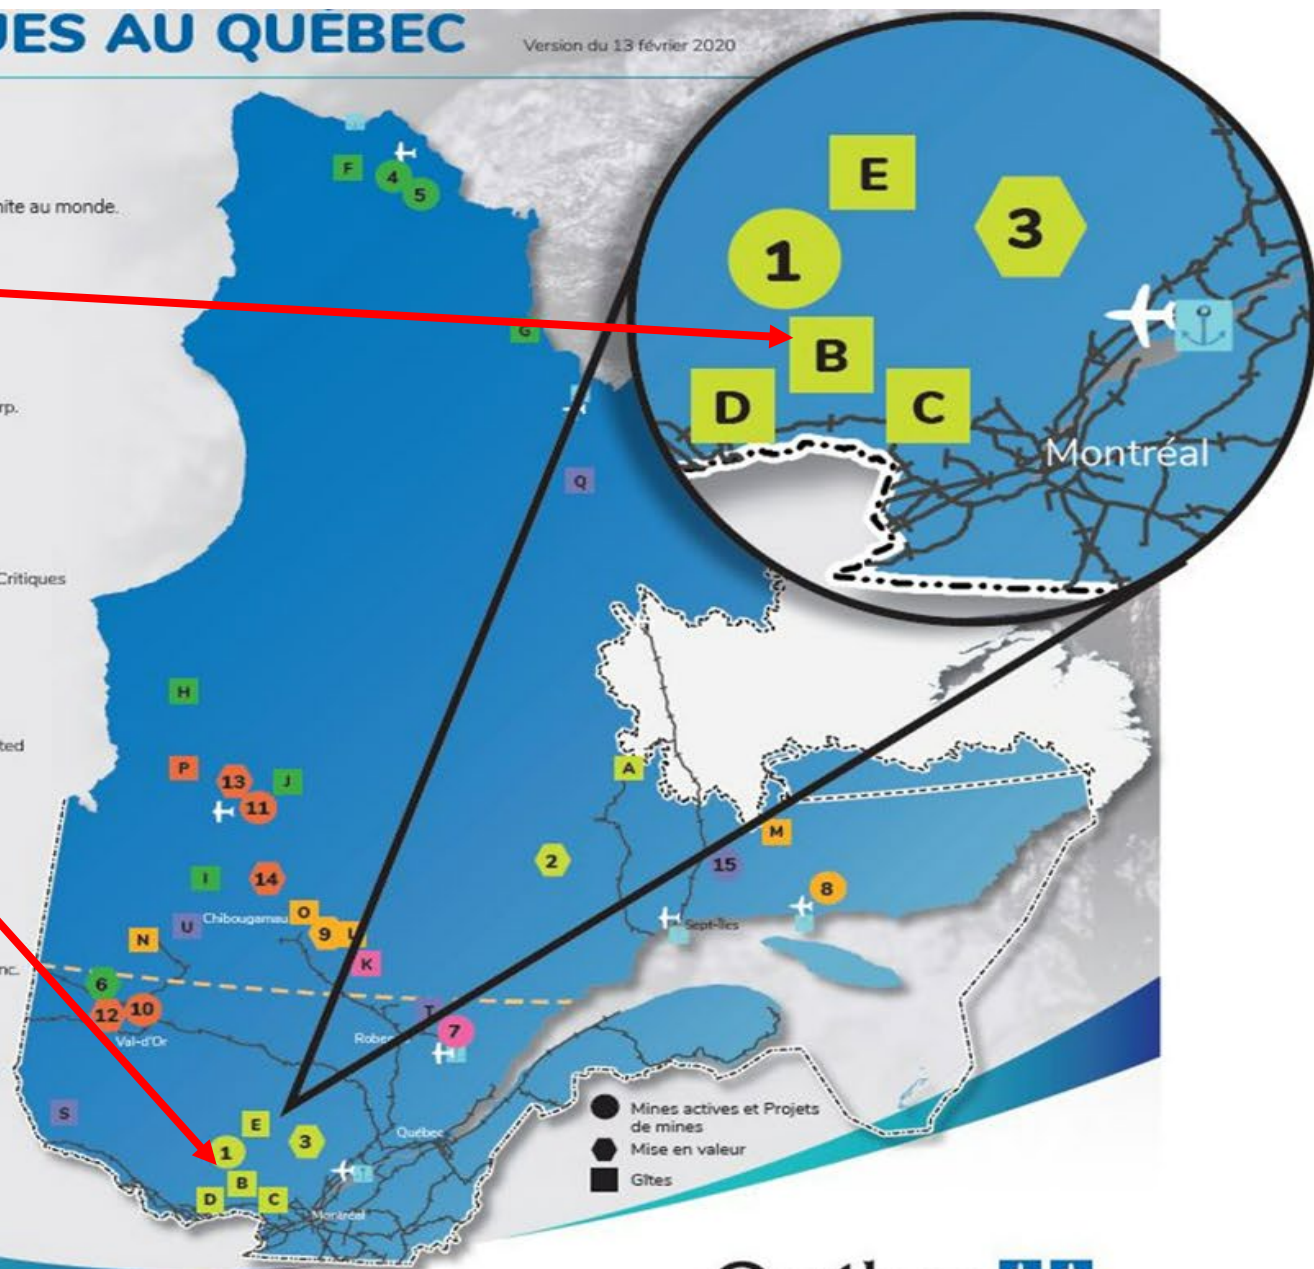 UES AU QUÉBEC
Version du 13 février 2020
ite au monde.
rp.
Critiques
ted
nc.
E
3
1
B
D
C
Montréal
F
4
5
G
Q
H
P
13
J
11
A
M
2
15
8
I
14
Sept-Îles
U
Chibougamau
O
9
N
K
6
12
10
Val-d'Or
T
7
S
E
1
3
B
D
C
Québec
Montréal
Mines actives et Projets
de mines
Mise en valeur
Gîtes